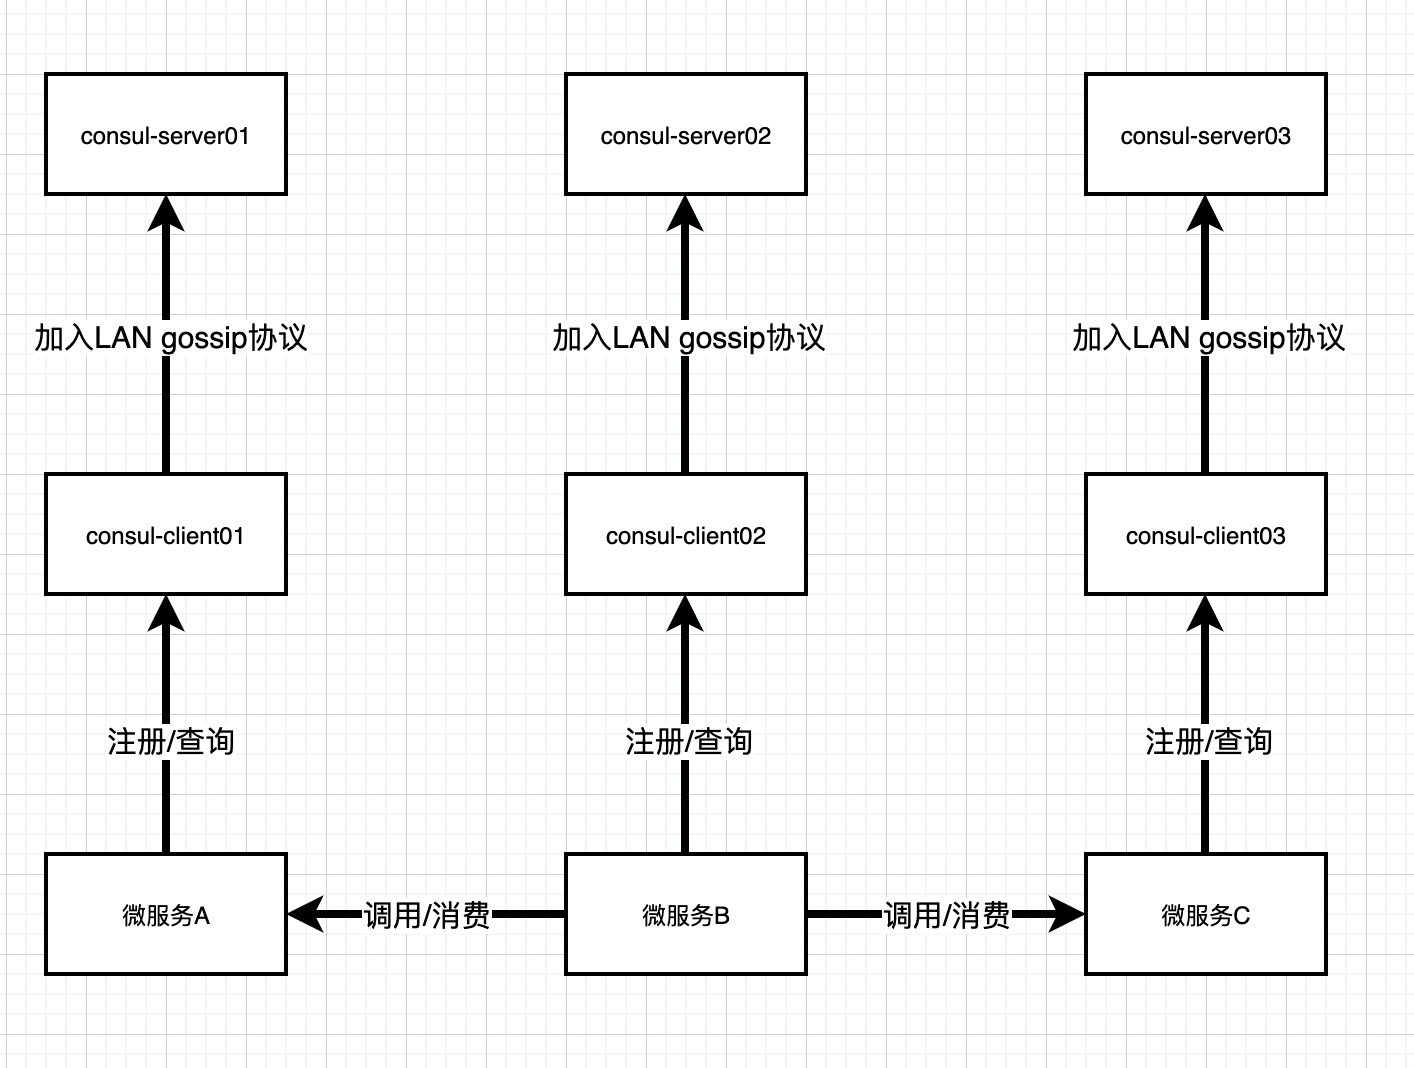 consul-server01
consul-server02
consul-server03
加入LAN gossip协议
加入LAN gossip协议
加入LAN gossip协议
consul-client01
consul-client02
consul-client03
注册/查询
注册/查询
注册/查询
微服务A
调用/消费
微服务B
调用/消费
微服务C